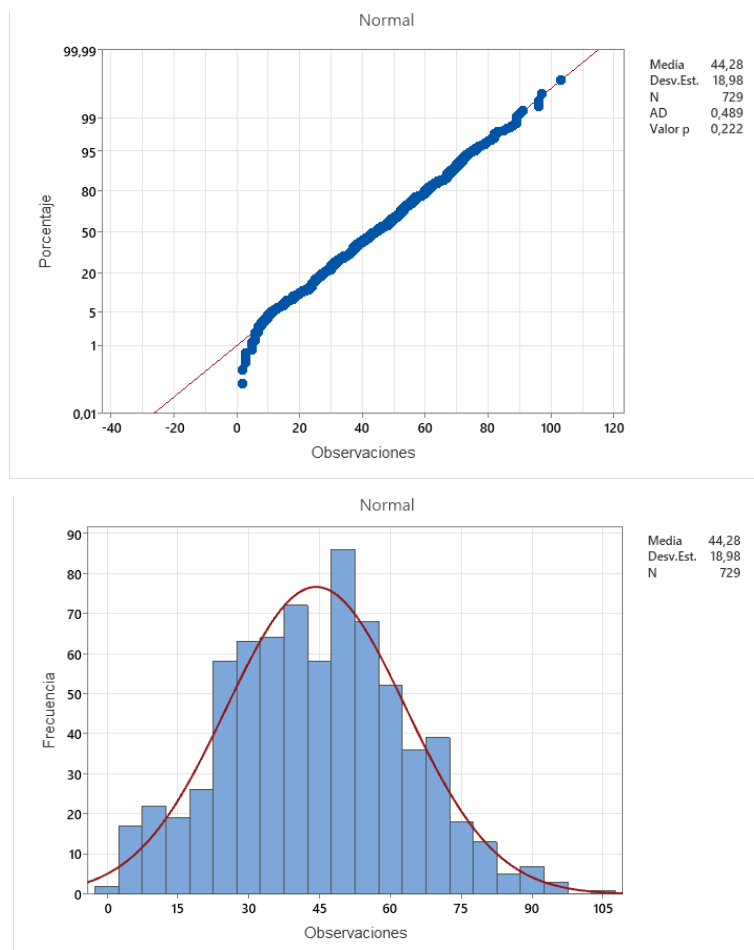 Normal
99,99
99
95
80
50
20
5
1
0,01
Porcentaje
-40 -20 0 20 40 60 80 100 120
Observaciones
Media 44,28
Desv.Est. 18,98
N 729
AD 0,489
Valor p 0,222
Normal
90
80
70
60
50
40
30
20
10
0
Frecuencia
0 15 30 45 60 75 90 105
Observaciones
Media 44,28
Desv.Est. 18,98
N 729